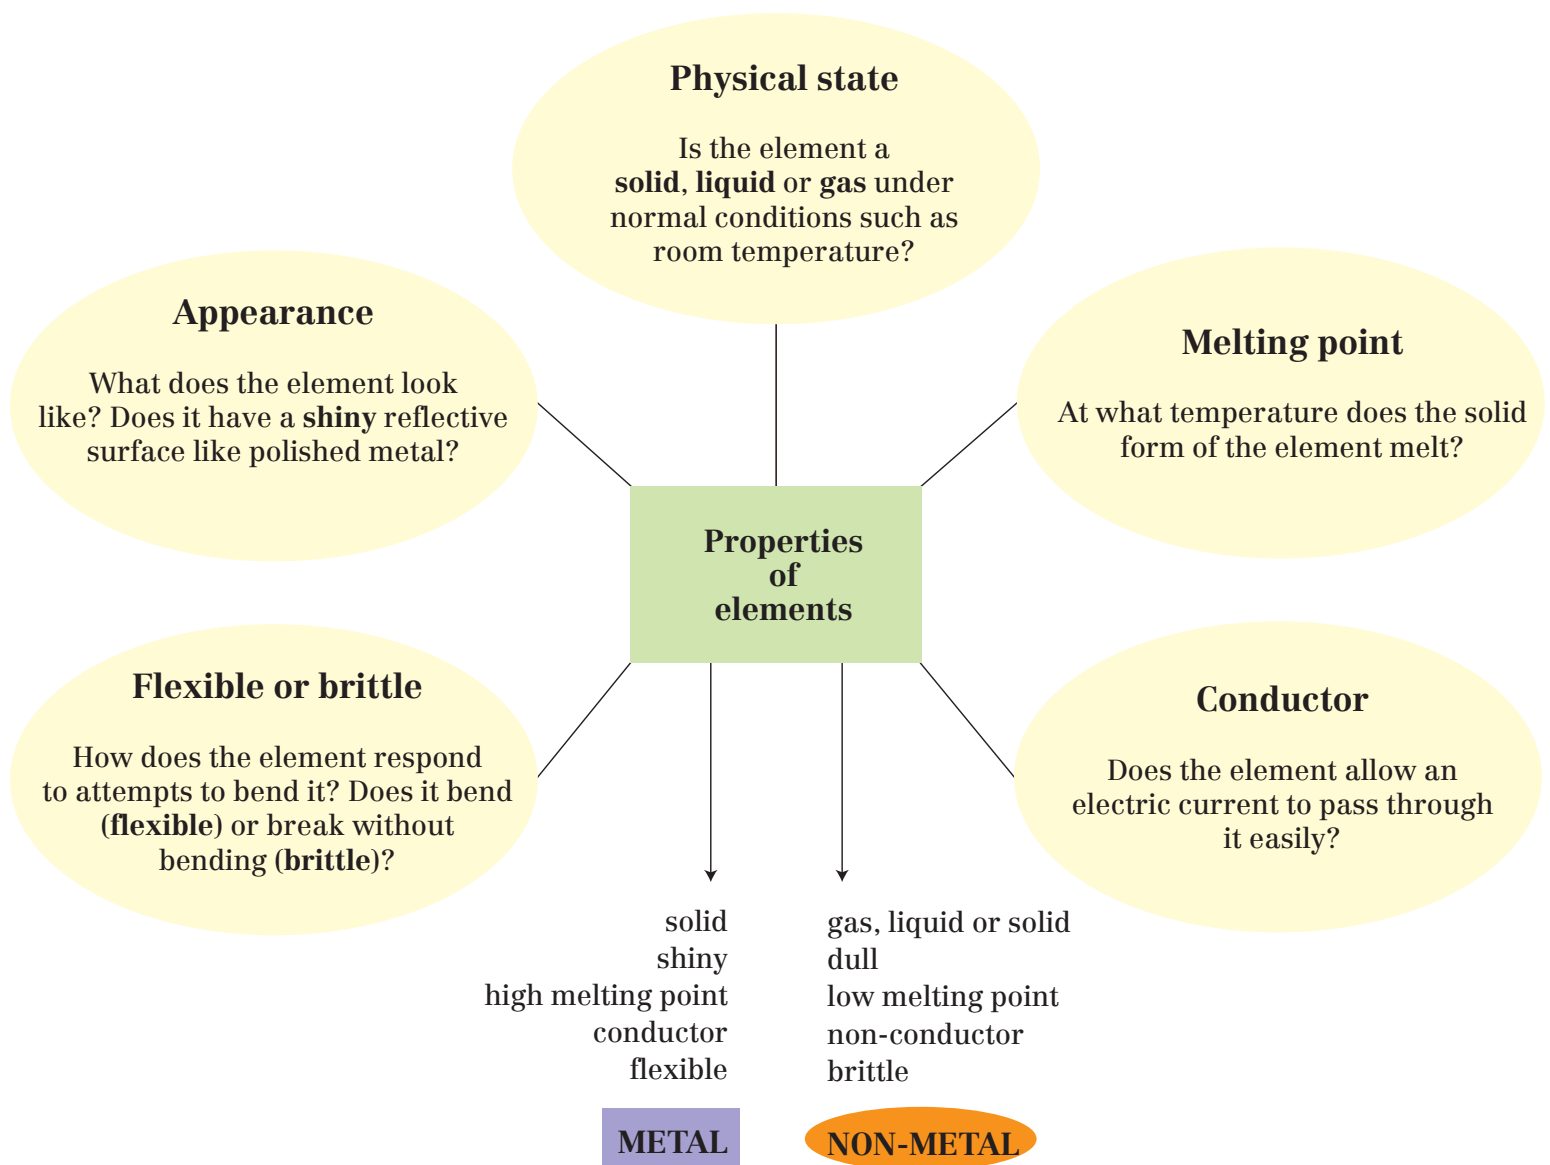 Physical state
Is the element a
solid, liquid or gas under
normal conditions such as
room temperature?
Appearance
What does the element look
like? Does it have a shiny reflective
surface like polished metal?
Melting point
At what temperature does the solid
form of the element melt?
Properties
of
elements
Flexible or brittle
How does the element respond
to attempts to bend it? Does it bend
(flexible) or break without
bending (brittle)?
Conductor
Does the element allow an
electric current to pass through
it easily?
solid
shiny
high melting point
conductor
flexible
METAL
gas, liquid or solid
dull
low melting point
non-conductor
brittle
NON-METAL